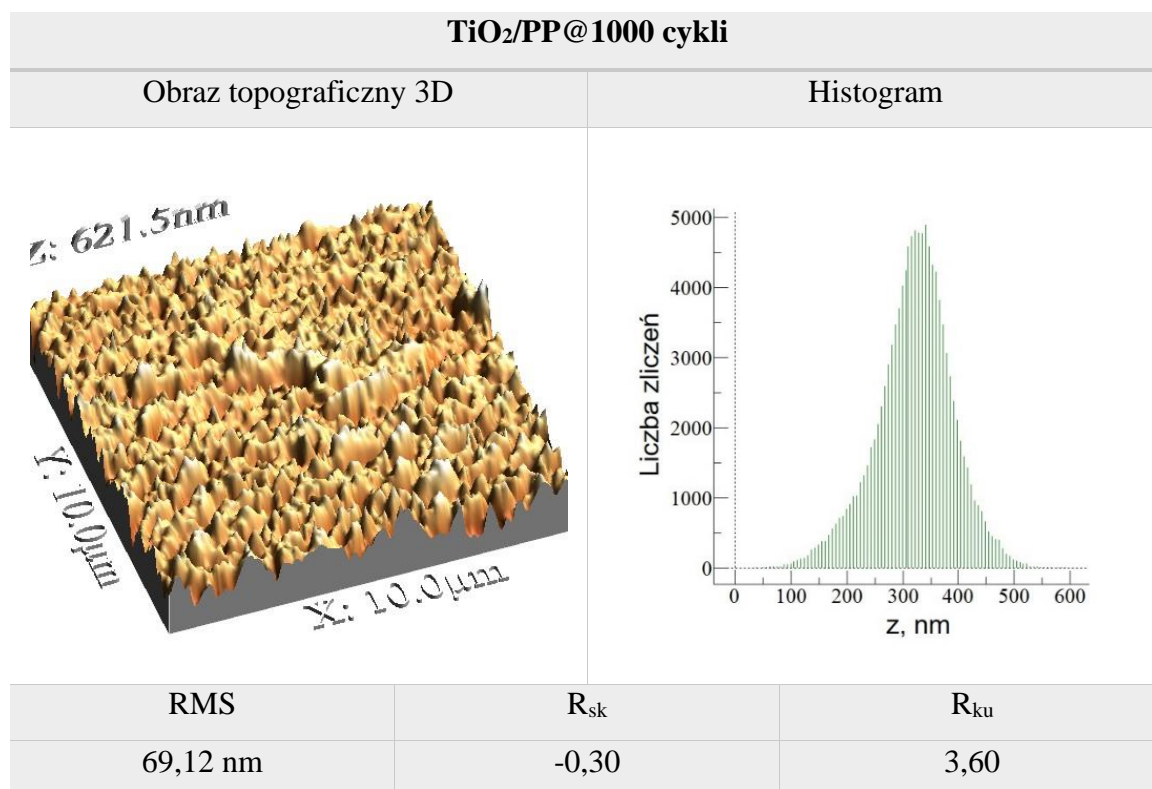 TiO₂/PP@1000 cykli
Obraz topograficzny 3D
Histogram
Z: 621.5nm
Y: 10.0µm
X: 10.0µm
Liczba zliczeń
5000
4000
3000
2000
1000
0
0 100 200 300 400 500 600
z, nm
RMS
R_sk
R_ku
69,12 nm
-0,30
3,60